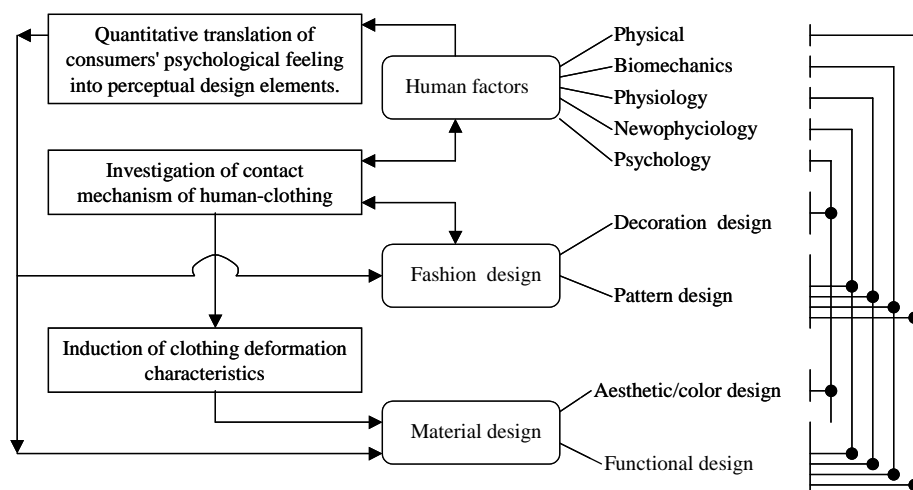 Quantitative translation of
consumers' psychological feeling
into perceptual design elements.
Human factors
Physical
Biomechanics
Physiology
Newophyciology
Psychology
Investigation of contact
mechanism of human-clothing
Decoration design
Fashion design
Pattern design
Induction of clothing deformation
characteristics
Aesthetic/color design
Material design
Functional design